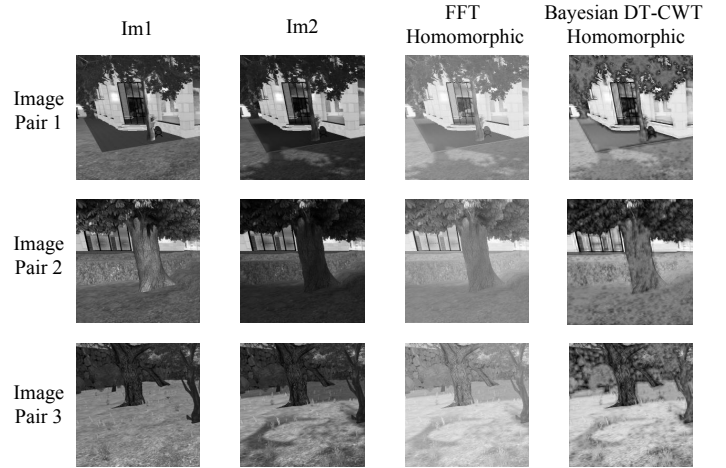 Im1
Im2
FFT
Homomorphic
Bayesian DT-CWT
Homomorphic
Image
Pair 1
Image
Pair 2
Image
Pair 3